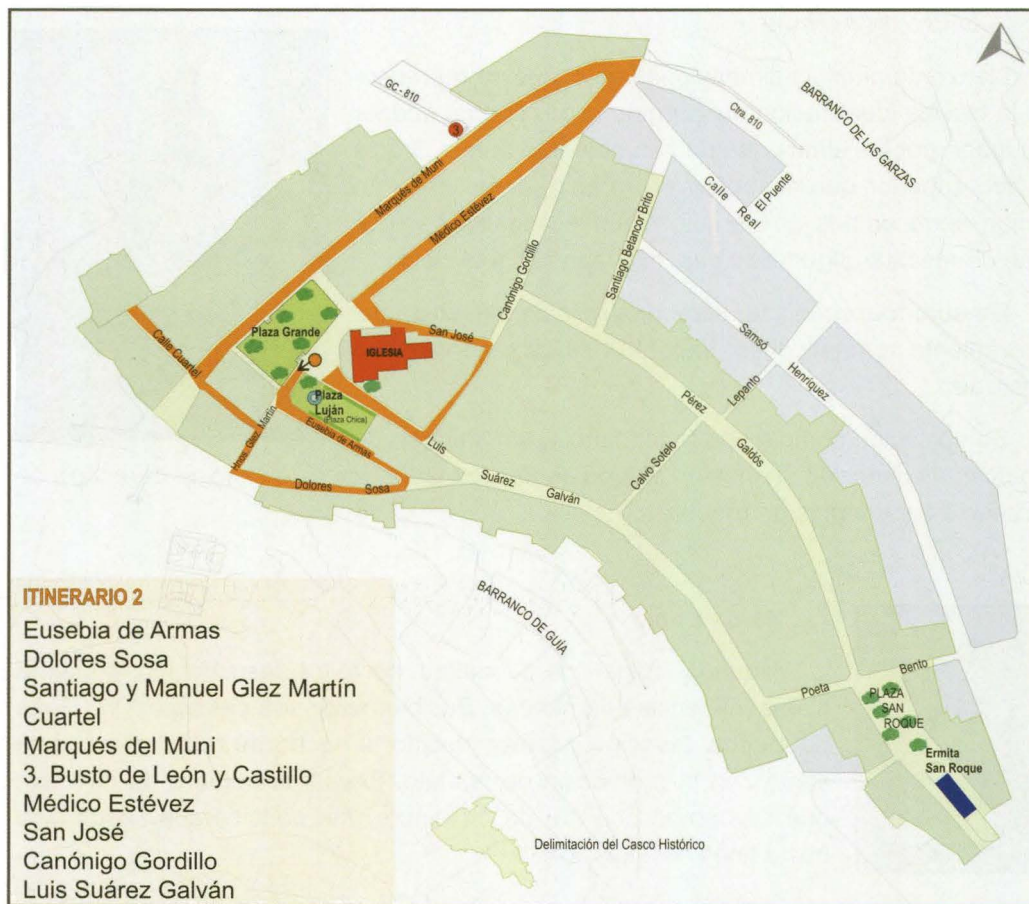 GC - 810
3
Ctra. 810
BARRANCO DE LAS GARZAS
Marqués de Muni
Calle Real
El Puente
Médico Estévez
Santiago Betancor Brito
Canónigo Gordillo
Plaza Grande
San José
IGLESIA
Calle Cuartel
Samsó Henríquez
Plaza
Luján
(Plaza Chica)
Lepanto
Pérez Galdós
Hnos. Glez Martín
Eusebia de Armas
Luis Suárez Galván
Calvo Sotelo
Dolores Sosa
BARRANCO DE GUÍA
Poeta Bento
PLAZA
SAN
ROQUE
Ermita
San Roque
ITINERARIO 2
Eusebia de Armas
Dolores Sosa
Santiago y Manuel Glez Martín
Cuartel
Marqués del Muni
3. Busto de León y Castillo
Médico Estévez
San José
Canónigo Gordillo
Luis Suárez Galván
Delimitación del Casco Histórico